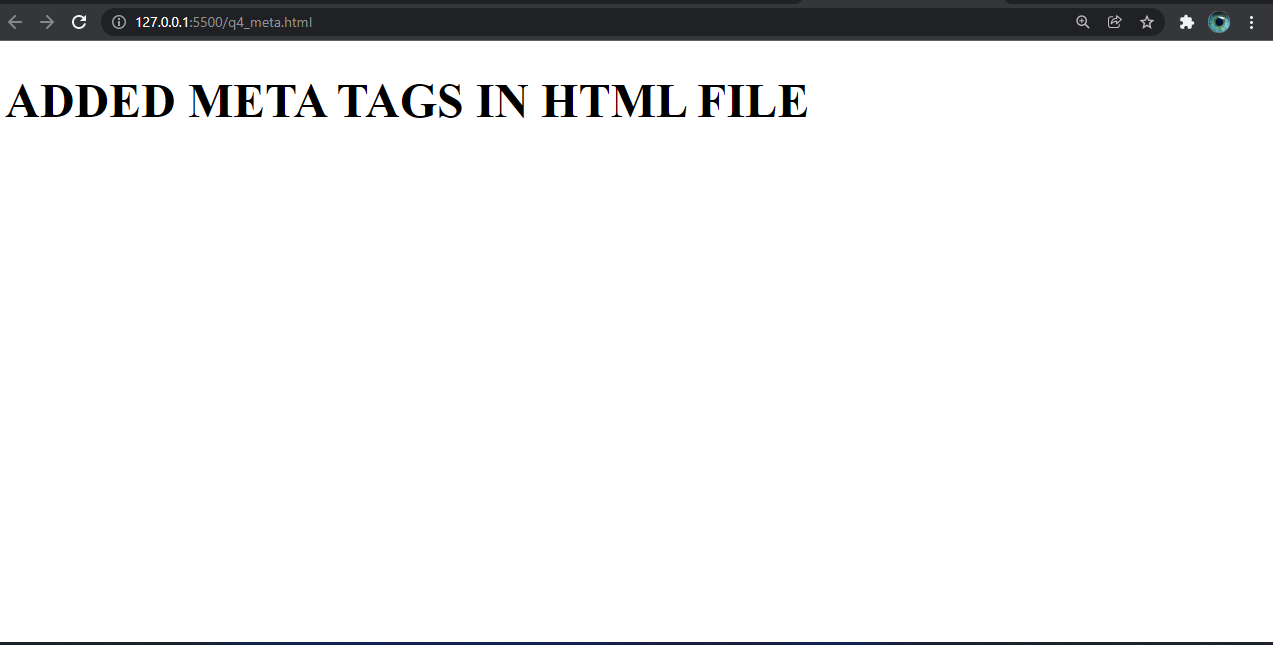 127.0.0.1:5500/q4_meta.html
ADDED META TAGS IN HTML FILE